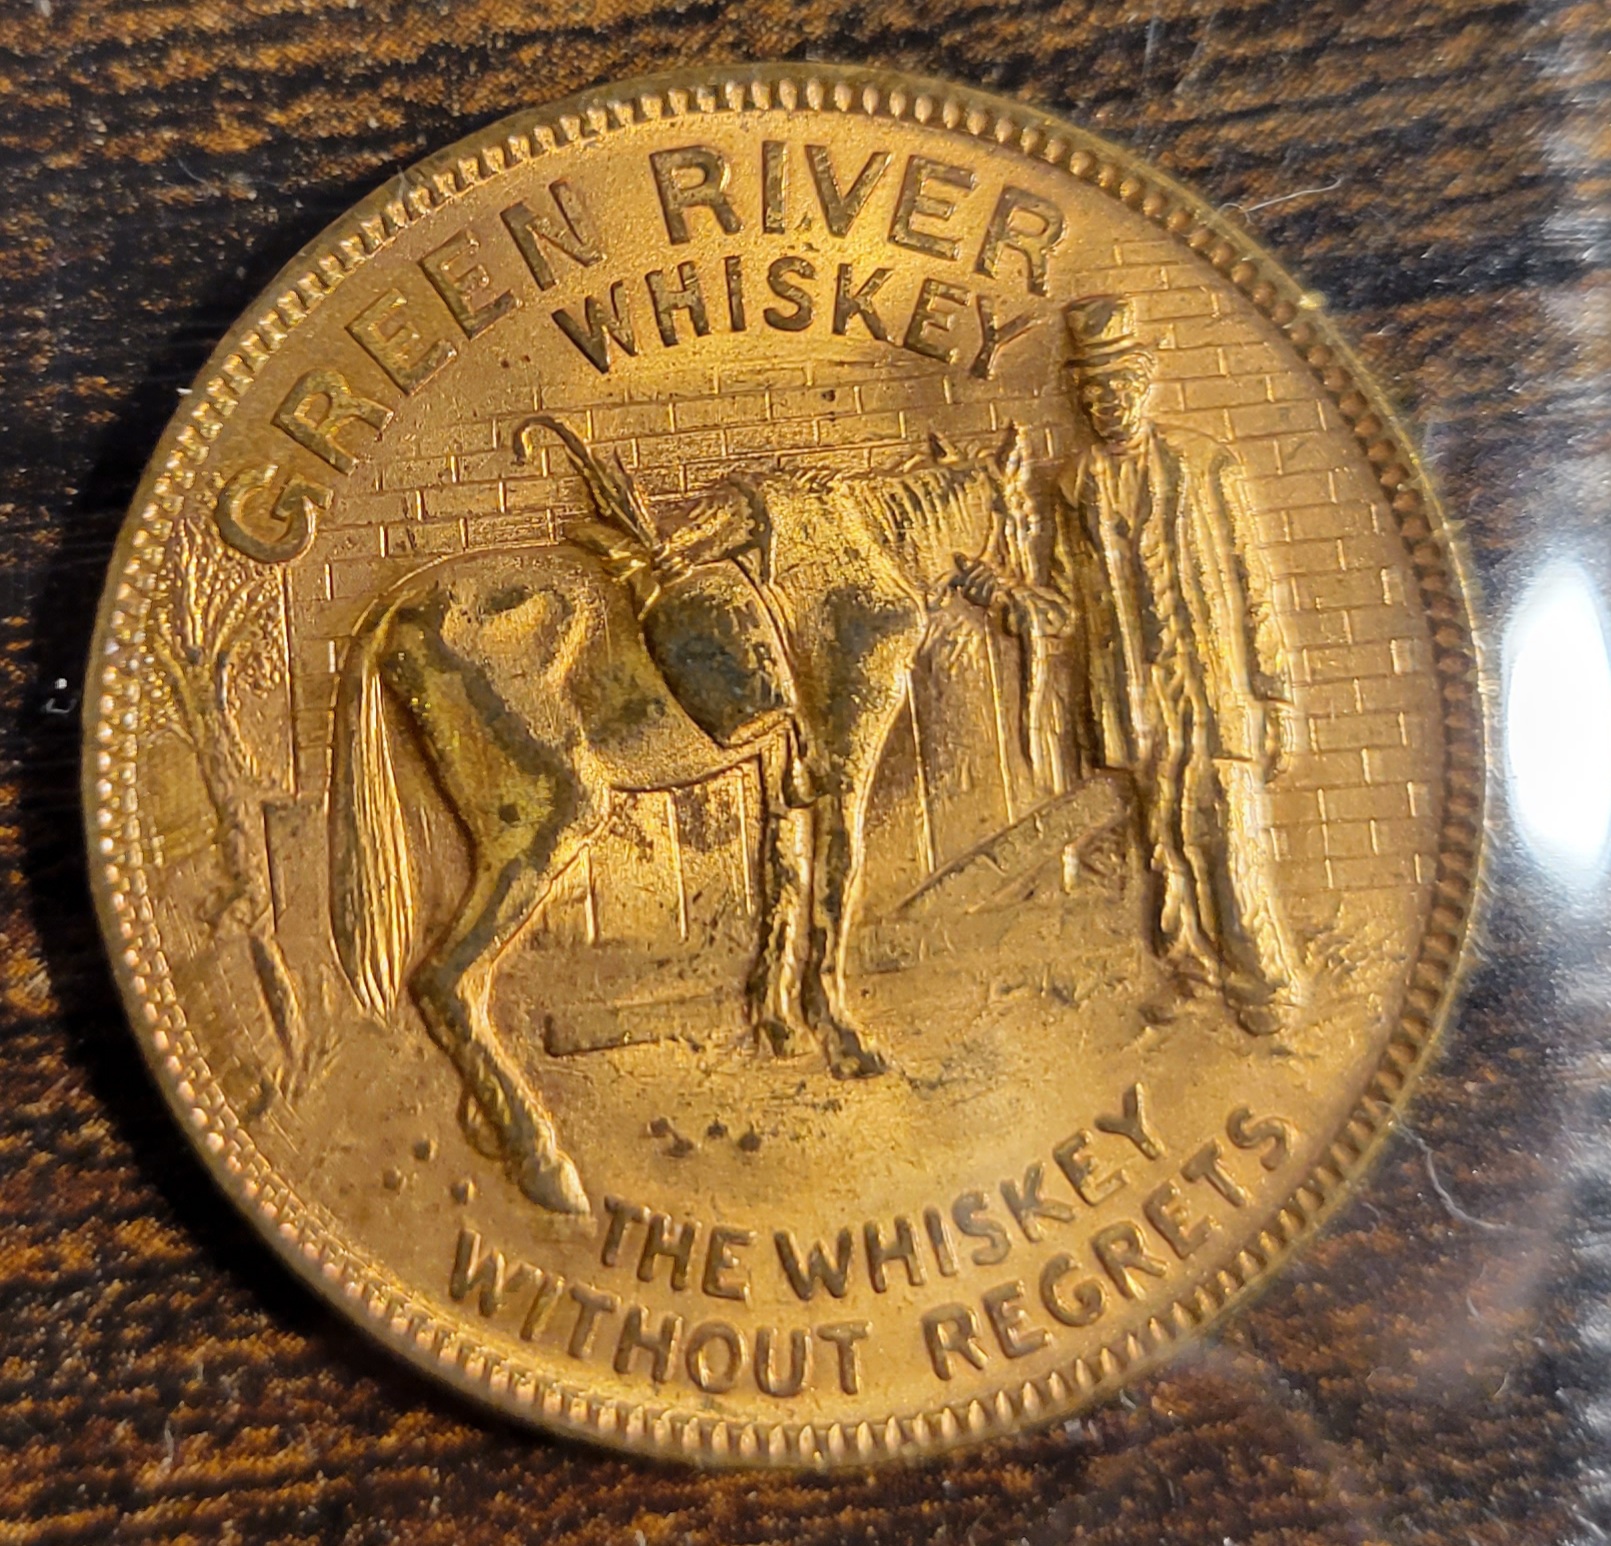 GREEN RIVER
WHISKEY
THE WHISKEY
WITHOUT REGRETS